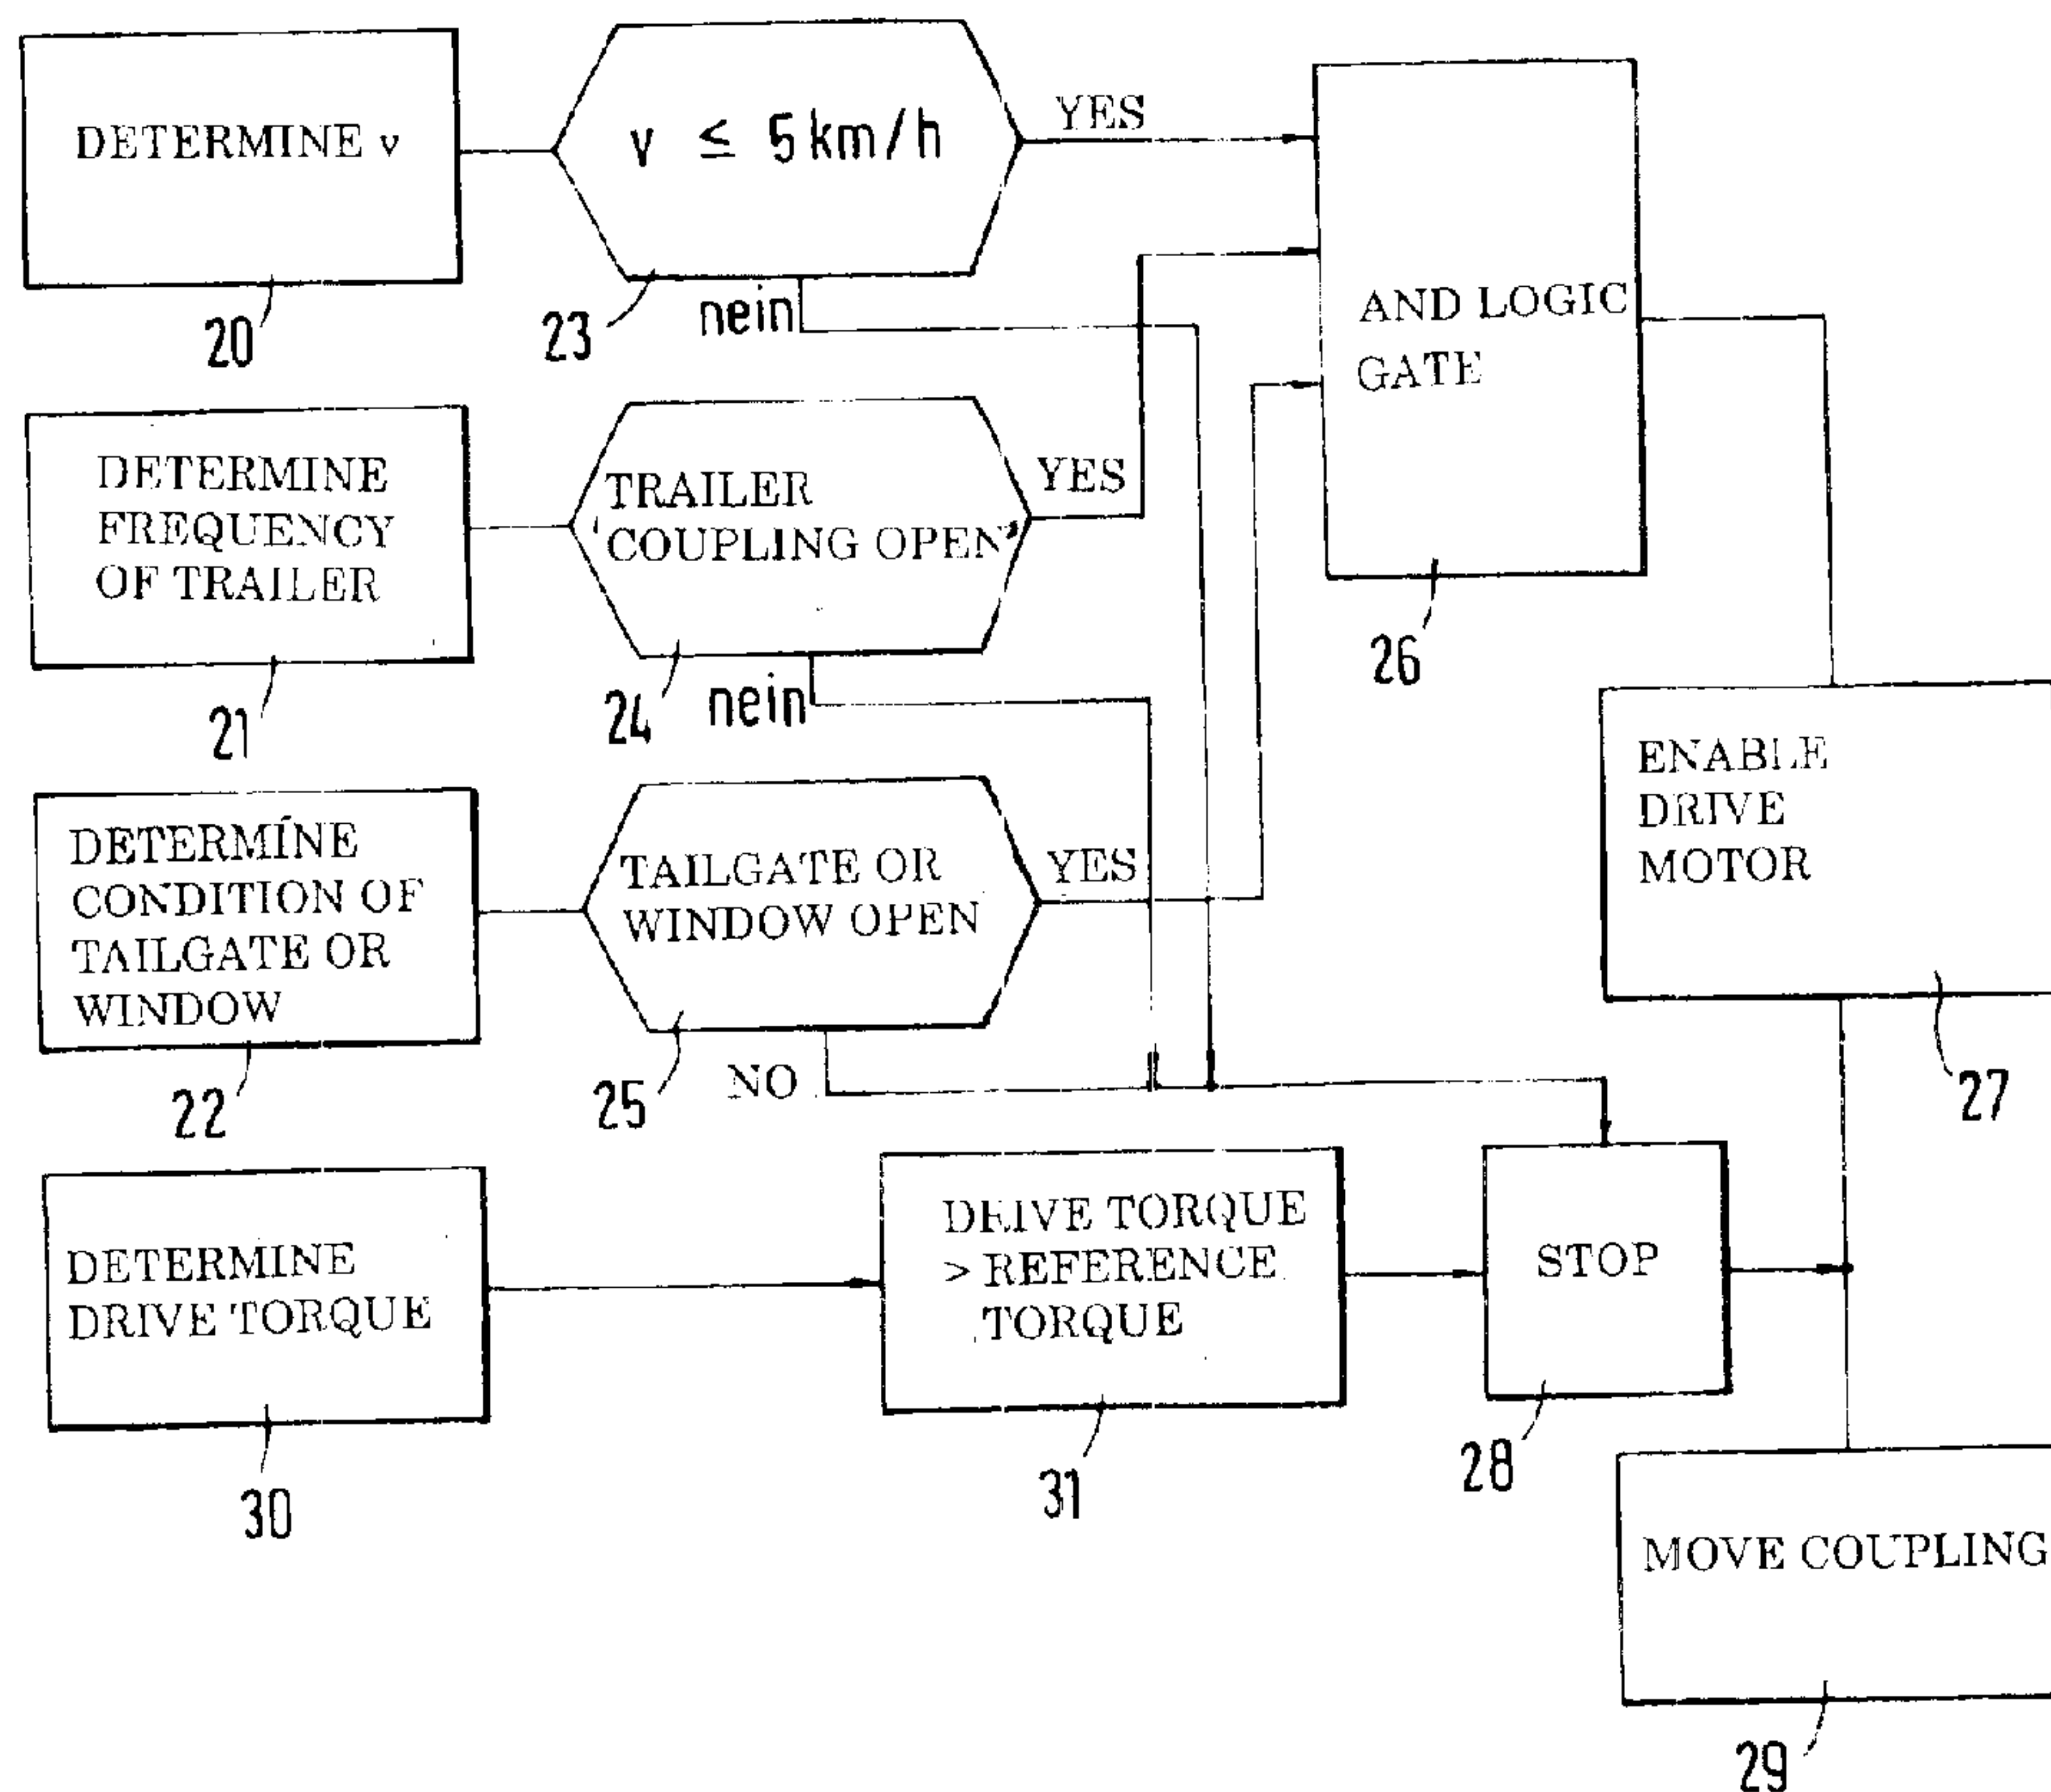 DETERMINE v
20
v ≤ 5 km/h
23
YES
nein
AND LOGIC
GATE
26
DETERMINE
FREQUENCY
OF TRAILER
21
'TRAILER
COUPLING OPEN'
24
YES
nein
ENABLE
DRIVE
MOTOR
27
DETERMINE
CONDITION OF
TAILGATE OR
WINDOW
22
TAILGATE OR
WINDOW OPEN
25
YES
NO
DETERMINE
DRIVE TORQUE
30
DRIVE TORQUE
> REFERENCE
TORQUE
31
STOP
28
MOVE COUPLING
29